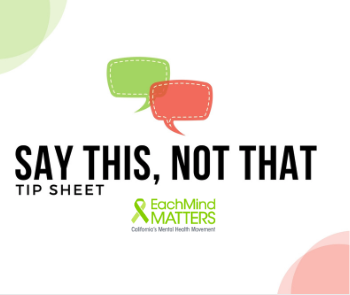 SAY THIS, NOT THAT
TIP SHEET
EachMind
MATTERS
California's Mental Health Movement